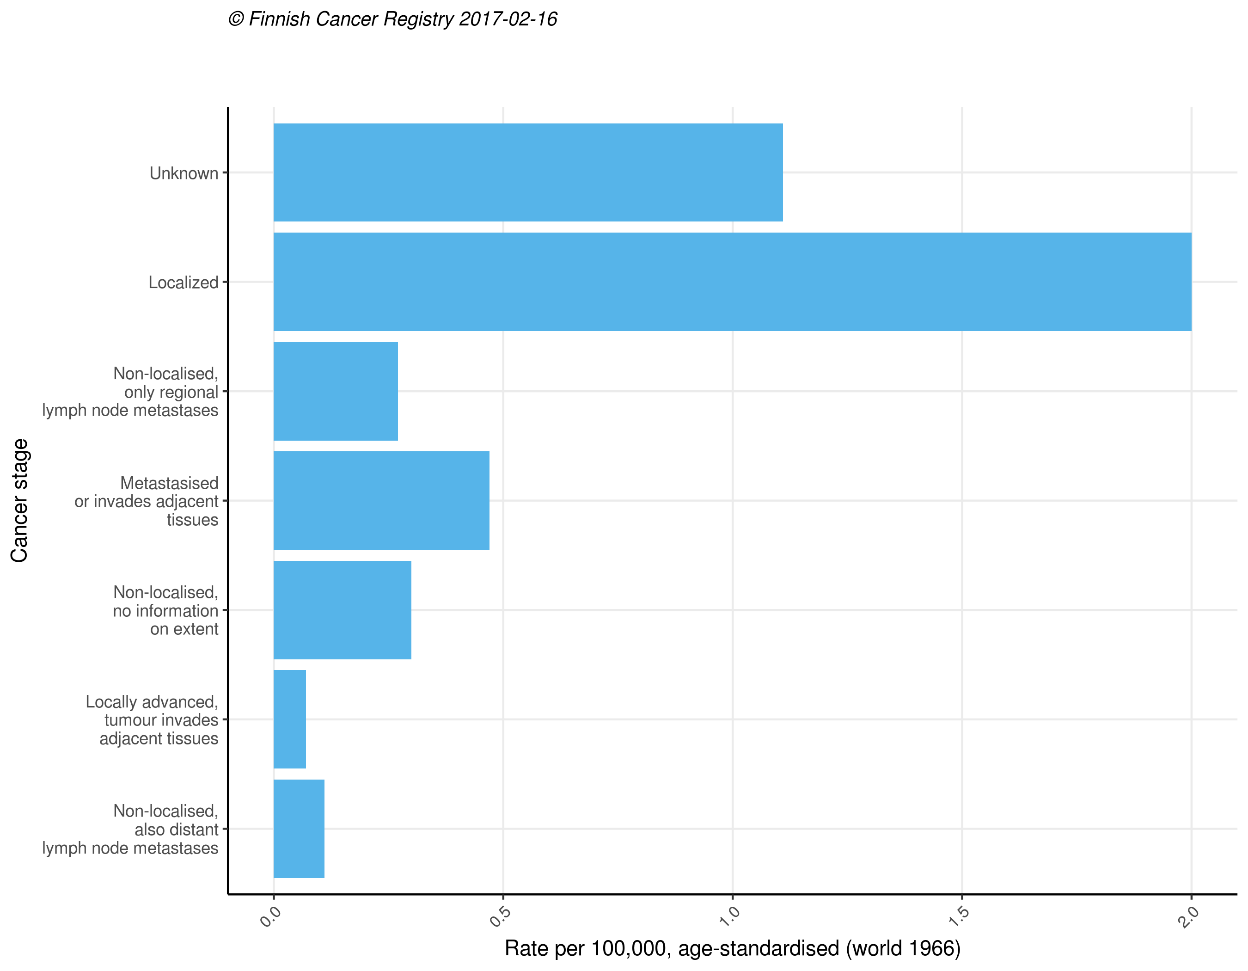 © Finnish Cancer Registry 2017-02-16
Unknown
Localized
Non-localised,
only regional
lymph node metastases
Metastasised
or invades adjacent
tissues
Non-localised,
no information
on extent
Locally advanced,
tumour invades
adjacent tissues
Non-localised,
also distant
lymph node metastases
Cancer stage
0.0
0.5
1.0
1.5
2.0
Rate per 100,000, age-standardised (world 1966)